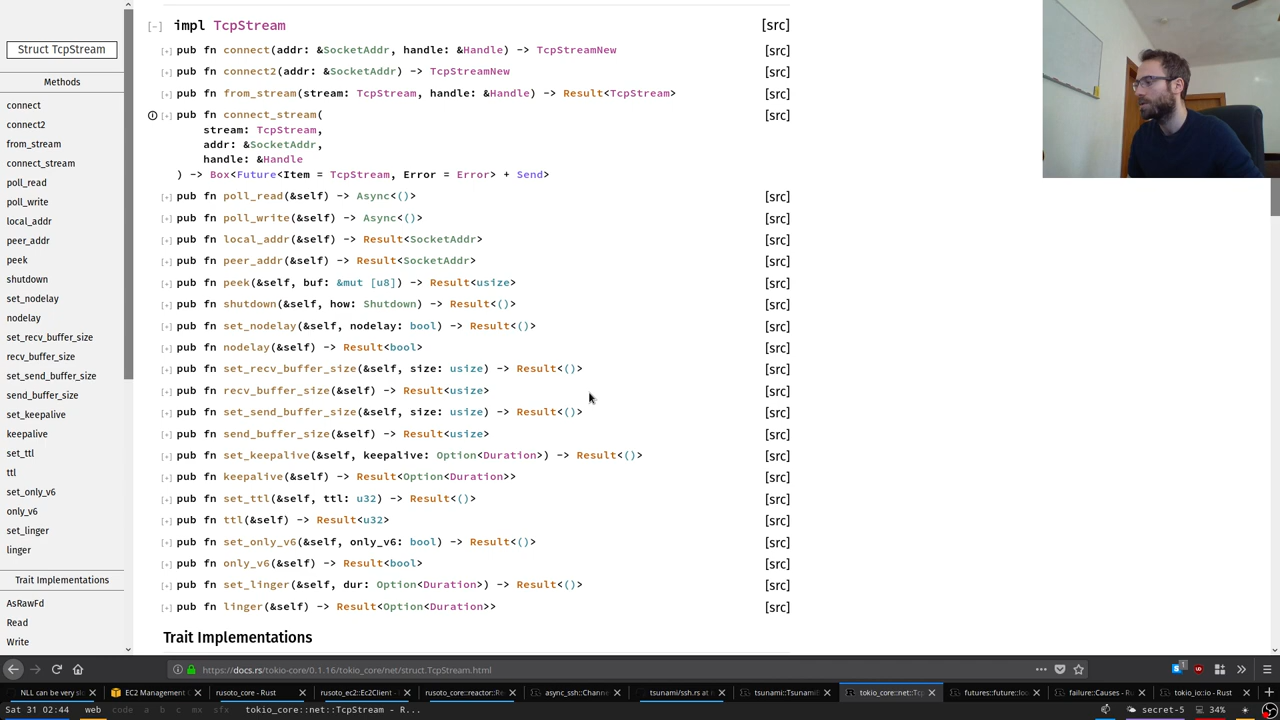 Struct TcpStream
Methods
connect
connect2
from_stream
connect_stream
poll_read
poll_write
local_addr
peer_addr
peek
shutdown
set_nodelay
nodelay
set_recv_buffer_size
recv_buffer_size
set_send_buffer_size
send_buffer_size
set_keepalive
keepalive
set_ttl
ttl
set_only_v6
only_v6
set_linger
linger
Trait Implementations
AsRawFd
Read
Write
[-] impl TcpStream [src]
[+] pub fn connect(addr: &SocketAddr, handle: &Handle) -> TcpStreamNew [src]
[+] pub fn connect2(addr: &SocketAddr) -> TcpStreamNew [src]
[+] pub fn from_stream(stream: TcpStream, handle: &Handle) -> Result<TcpStream> [src]
[+] pub fn connect_stream( [src]
stream: TcpStream,
addr: &SocketAddr,
handle: &Handle
) -> Box<Future<Item = TcpStream, Error = Error> + Send>
[+] pub fn poll_read(&self) -> Async<()> [src]
[+] pub fn poll_write(&self) -> Async<()> [src]
[+] pub fn local_addr(&self) -> Result<SocketAddr> [src]
[+] pub fn peer_addr(&self) -> Result<SocketAddr> [src]
[+] pub fn peek(&self, buf: &mut [u8]) -> Result<usize> [src]
[+] pub fn shutdown(&self, how: Shutdown) -> Result<()> [src]
[+] pub fn set_nodelay(&self, nodelay: bool) -> Result<()> [src]
[+] pub fn nodelay(&self) -> Result<bool> [src]
[+] pub fn set_recv_buffer_size(&self, size: usize) -> Result<()> [src]
[+] pub fn recv_buffer_size(&self) -> Result<usize> [src]
[+] pub fn set_send_buffer_size(&self, size: usize) -> Result<()> [src]
[+] pub fn send_buffer_size(&self) -> Result<usize> [src]
[+] pub fn set_keepalive(&self, keepalive: Option<Duration>) -> Result<()> [src]
[+] pub fn keepalive(&self) -> Result<Option<Duration>> [src]
[+] pub fn set_ttl(&self, ttl: u32) -> Result<()> [src]
[+] pub fn ttl(&self) -> Result<u32> [src]
[+] pub fn set_only_v6(&self, only_v6: bool) -> Result<()> [src]
[+] pub fn only_v6(&self) -> Result<bool> [src]
[+] pub fn set_linger(&self, dur: Option<Duration>) -> Result<()> [src]
[+] pub fn linger(&self) -> Result<Option<Duration>> [src]
Trait Implementations
https://docs.rs/tokio-core/0.1.16/tokio_core/net/struct.TcpStream.html
NLL can be very sl EC2 Management rusoto_core - Rust rusoto_ec2::Ec2Client - rusoto_core::reactor::Re async_ssh::Channe tsunami/ssh.rs at m tsunami::Tsunami tokio_core::net::Tcp futures::future::lo failure::Causes - Ru tokio_io::io - Rust
Sat 31 02:44 web code a b c mx sfx tokio_core::net::TcpStream - R... secret-5 34%